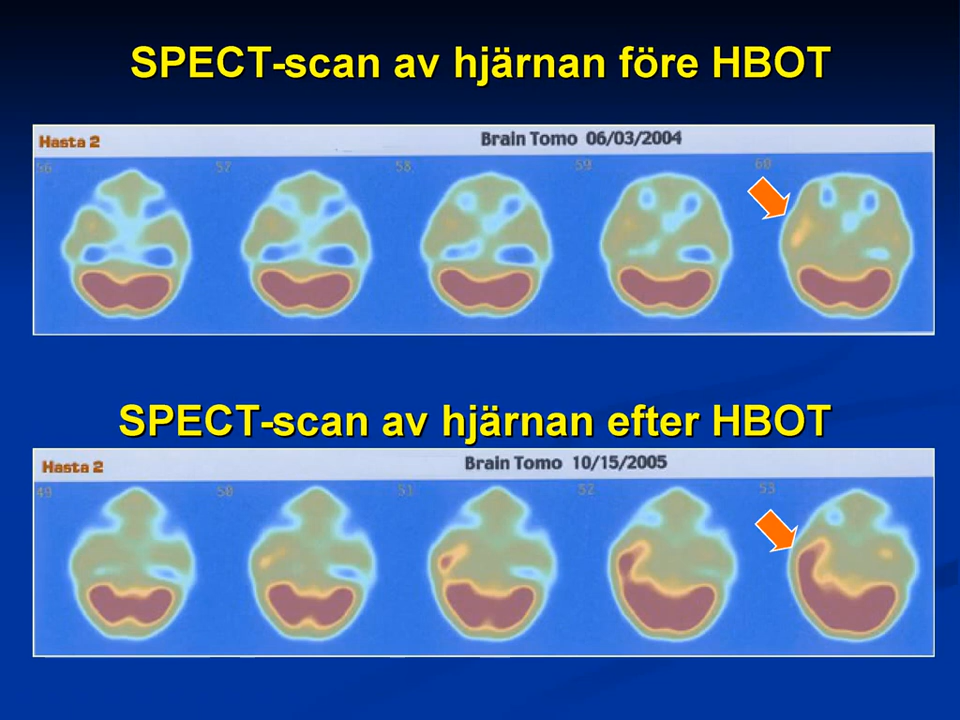 SPECT-scan av hjärnan före HBOT
Hasta 2 Brain Tomo 06/03/2004
56 57 58 59 60
SPECT-scan av hjärnan efter HBOT
Hasta 2 Brain Tomo 10/15/2005
49 50 51 52 53